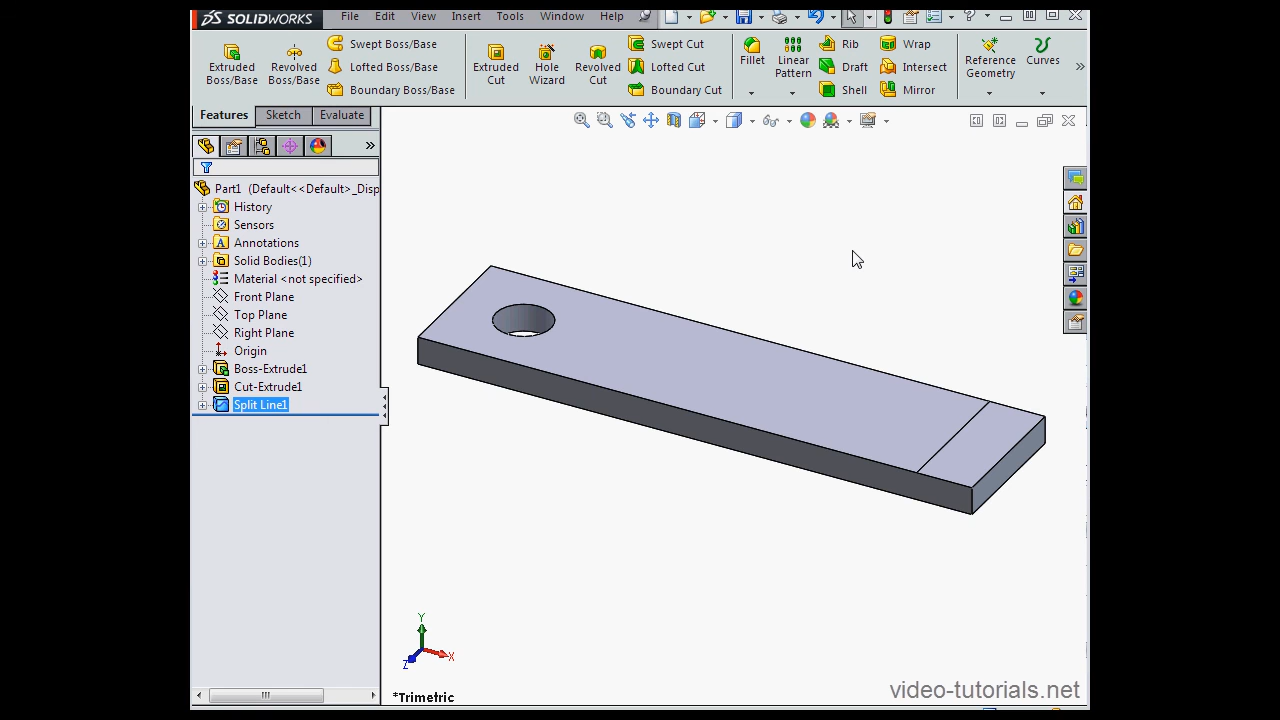 SOLIDWORKS File Edit View Insert Tools Window Help
Extruded Boss/Base
Revolved Boss/Base
Swept Boss/Base
Lofted Boss/Base
Boundary Boss/Base
Extruded Cut
Hole Wizard
Revolved Cut
Swept Cut
Lofted Cut
Boundary Cut
Fillet
Linear Pattern
Rib
Draft
Shell
Wrap
Intersect
Mirror
Reference Geometry
Curves
Features Sketch Evaluate
Part1 (Default<<Default>_Disp
History
Sensors
Annotations
Solid Bodies(1)
Material <not specified>
Front Plane
Top Plane
Right Plane
Origin
Boss-Extrude1
Cut-Extrude1
Split Line1
Y
X
Z
*Trimetric
video-tutorials.net